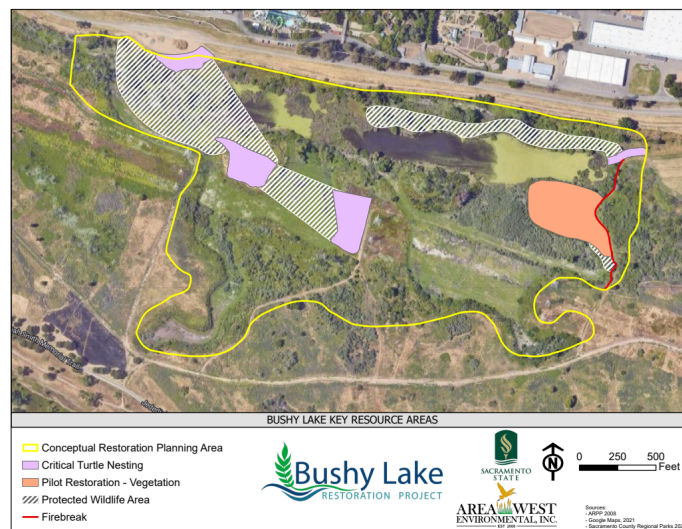 BUSHY LAKE KEY RESOURCE AREAS
Conceptual Restoration Planning Area
Critical Turtle Nesting
Pilot Restoration - Vegetation
Protected Wildlife Area
Firebreak
Bushy Lake
RESTORATION PROJECT
SACRAMENTO
STATE
AREA WEST
ENVIRONMENTAL, INC.
N
0 250 500
Feet
Sources:
- ARPP 2008
- Google Maps, 2021
- Sacramento County Regional Parks